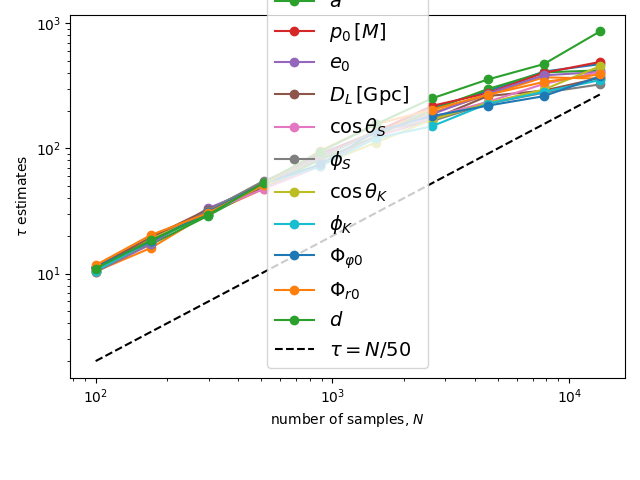 a
p₀ [M]
e₀
D_L [Gpc]
cos θ_S
ϕ_S
cos θ_K
ϕ_K
Φ_φ0
Φ_r0
d
τ = N/50
10³
10²
10¹
τ estimates
10² 10³ 10⁴
number of samples, N